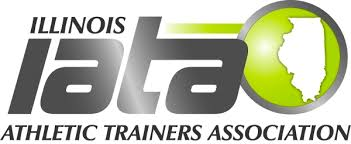 ILLINOIS
iata
ATHLETIC TRAINERS ASSOCIATION